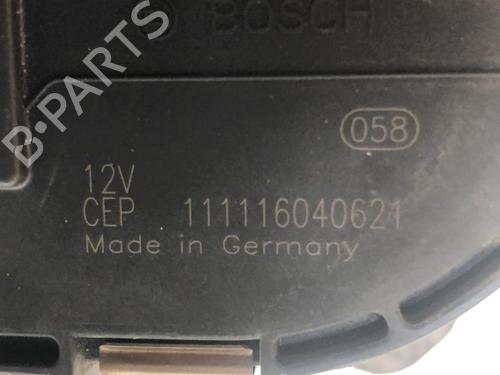 B-PARTS
BOSCH
058
12V
CEP 111116040621
Made in Germany